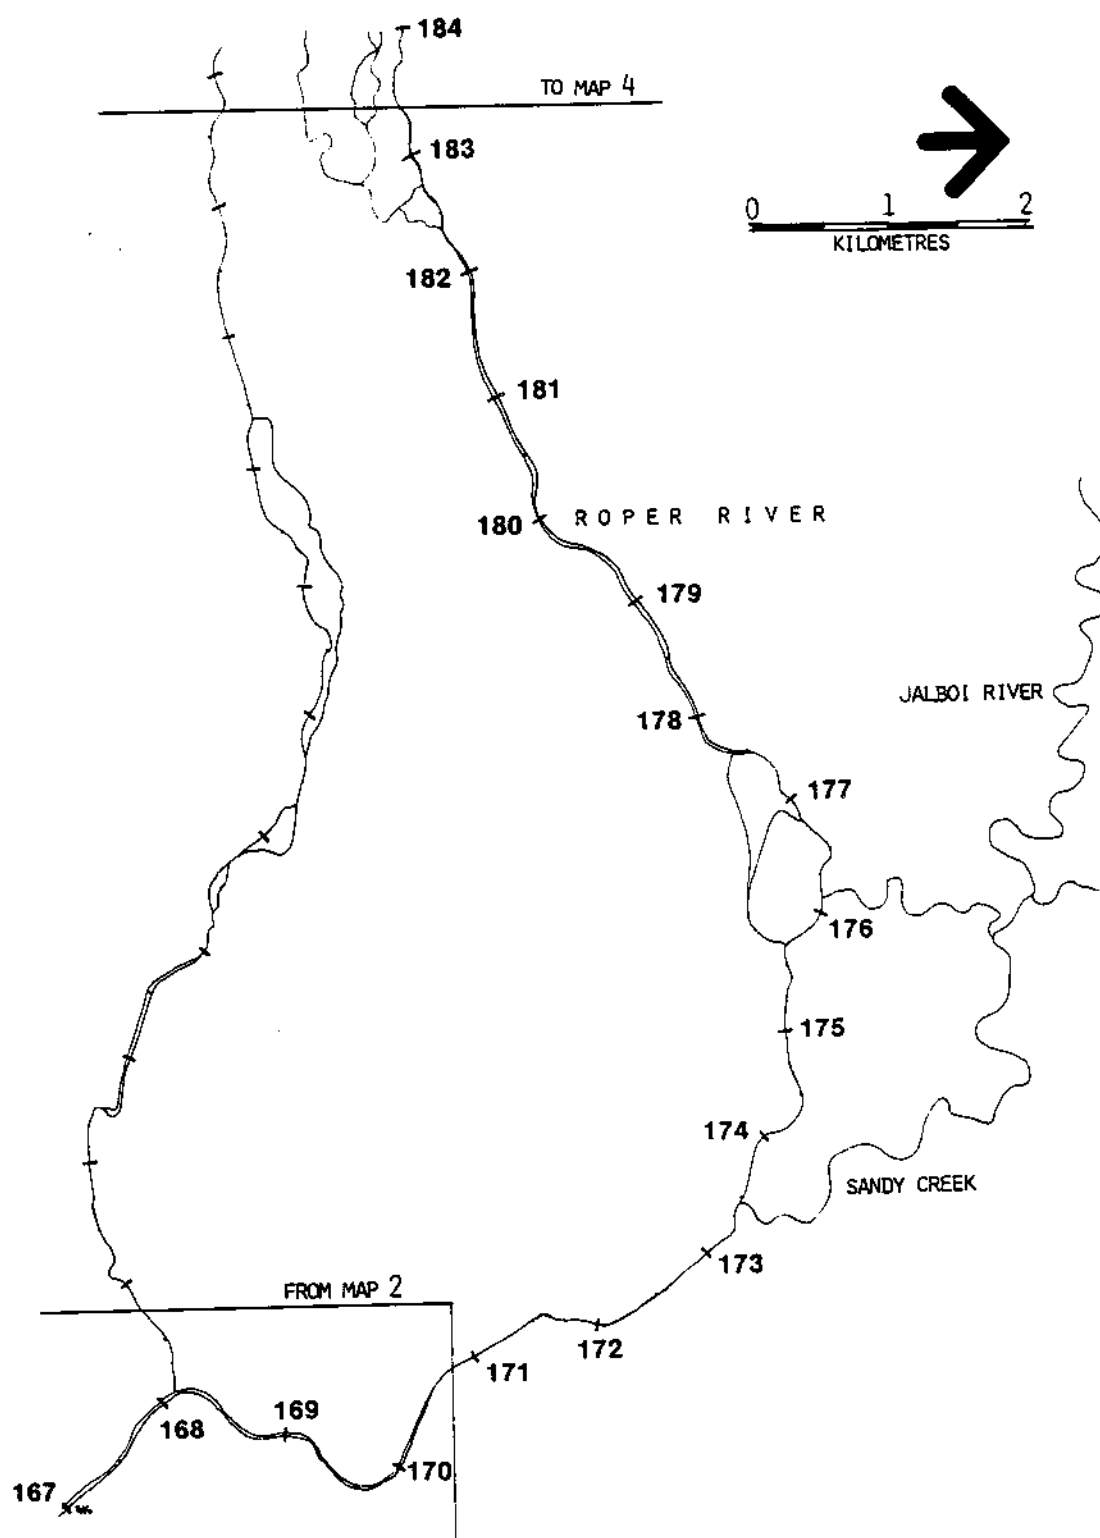 184
TO MAP 4
183
0 1 2
KILOMETRES
182
181
180
ROPER RIVER
179
JALBOI RIVER
178
177
176
175
174
SANDY CREEK
173
FROM MAP 2
172
171
169
168
170
167